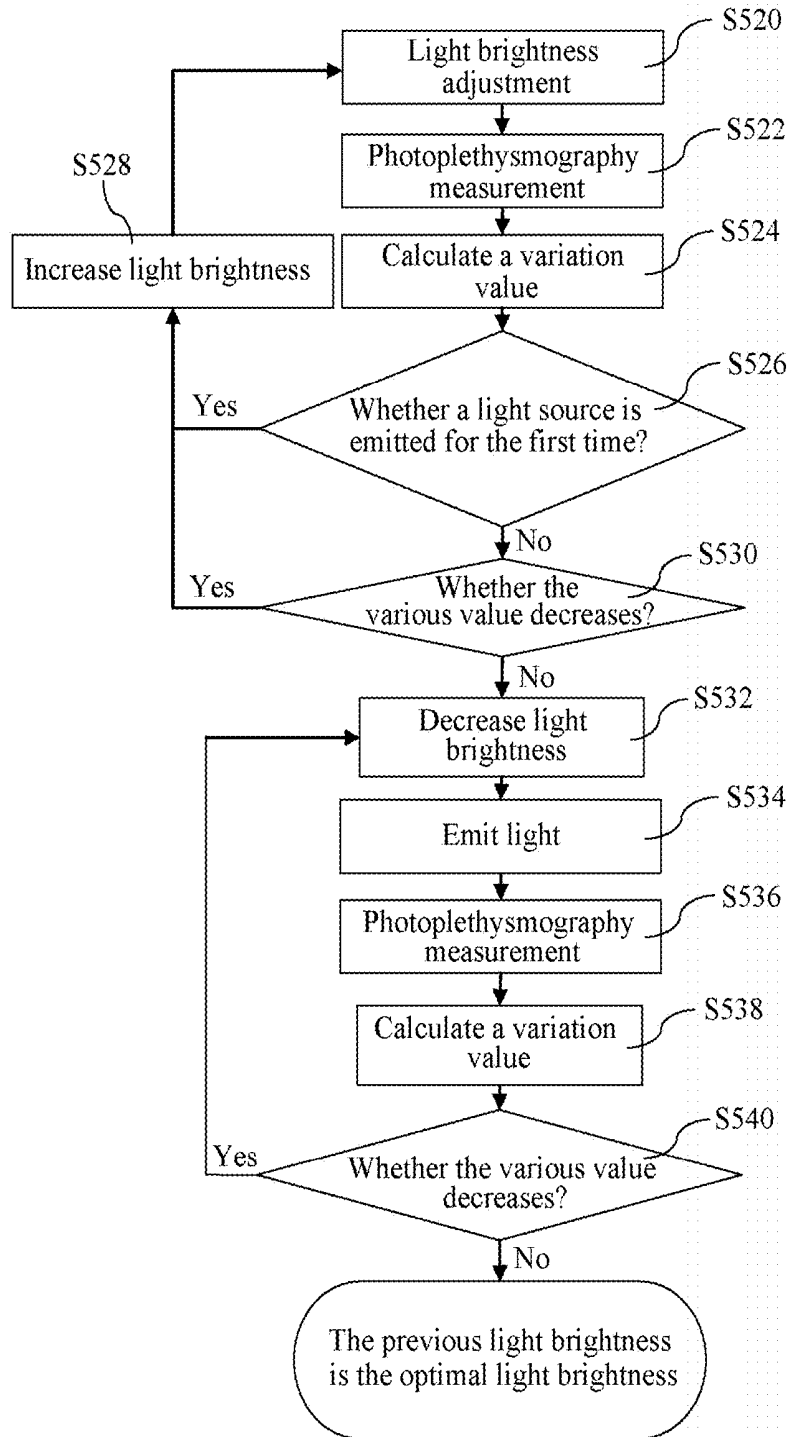 S520
Light brightness
adjustment
S522
Photoplethysmography
measurement
S528
S524
Increase light brightness
Calculate a variation
value
S526
Yes
Whether a light source is
emitted for the first time?
No
S530
Yes
Whether the
various value decreases?
No
S532
Decrease light
brightness
S534
Emit light
S536
Photoplethysmography
measurement
S538
Calculate a variation
value
S540
Yes
Whether the various value
decreases?
No
The previous light brightness
is the optimal light brightness